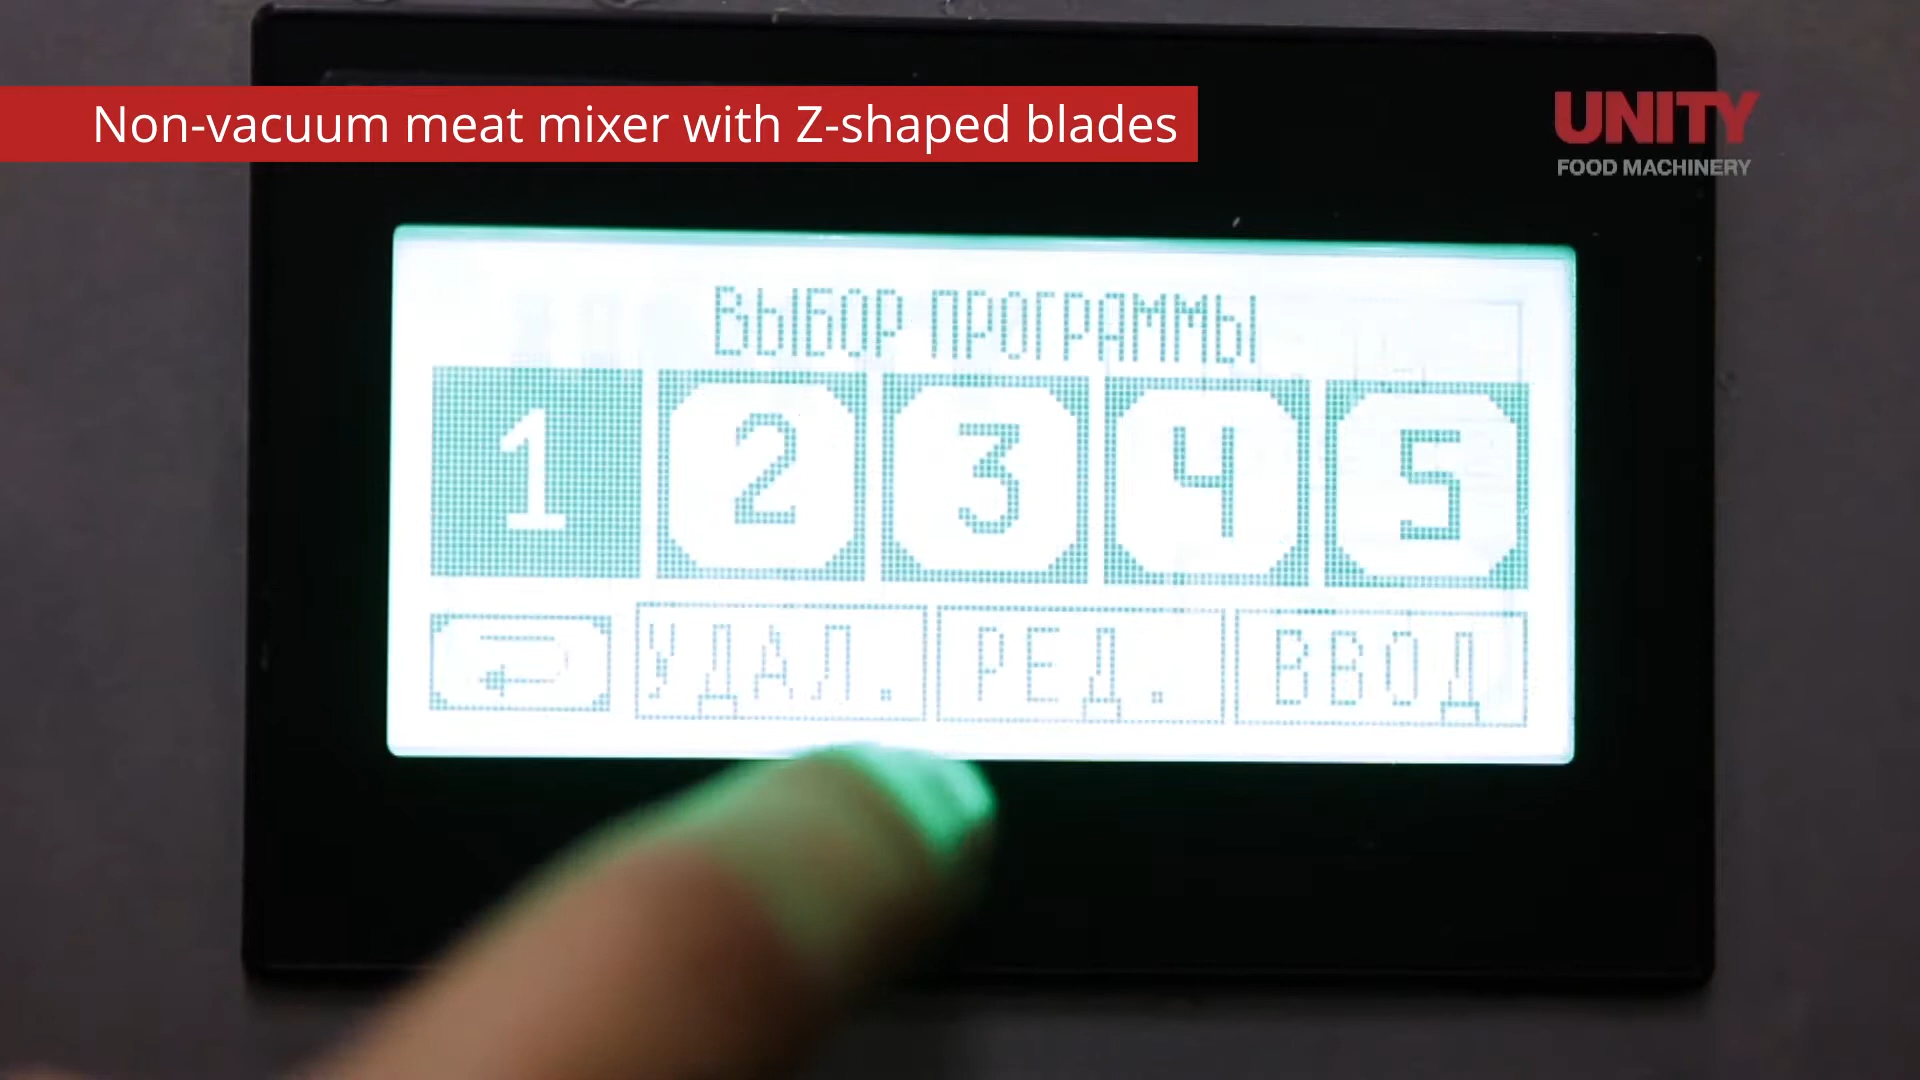 Non-vacuum meat mixer with Z-shaped blades
UNITY
FOOD MACHINERY
ВЫБОР ПРОГРАММЫ
1 2 3 4 5
УДАЛ. РЕД. ВВОД